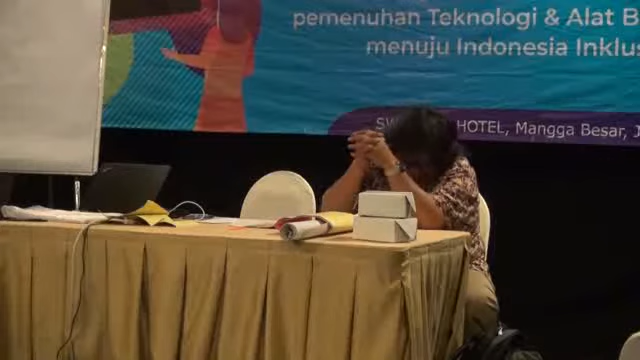 pemenuhan Teknologi & Alat B
menuju Indonesia Inklus
HOTEL, Mangga Besar, J